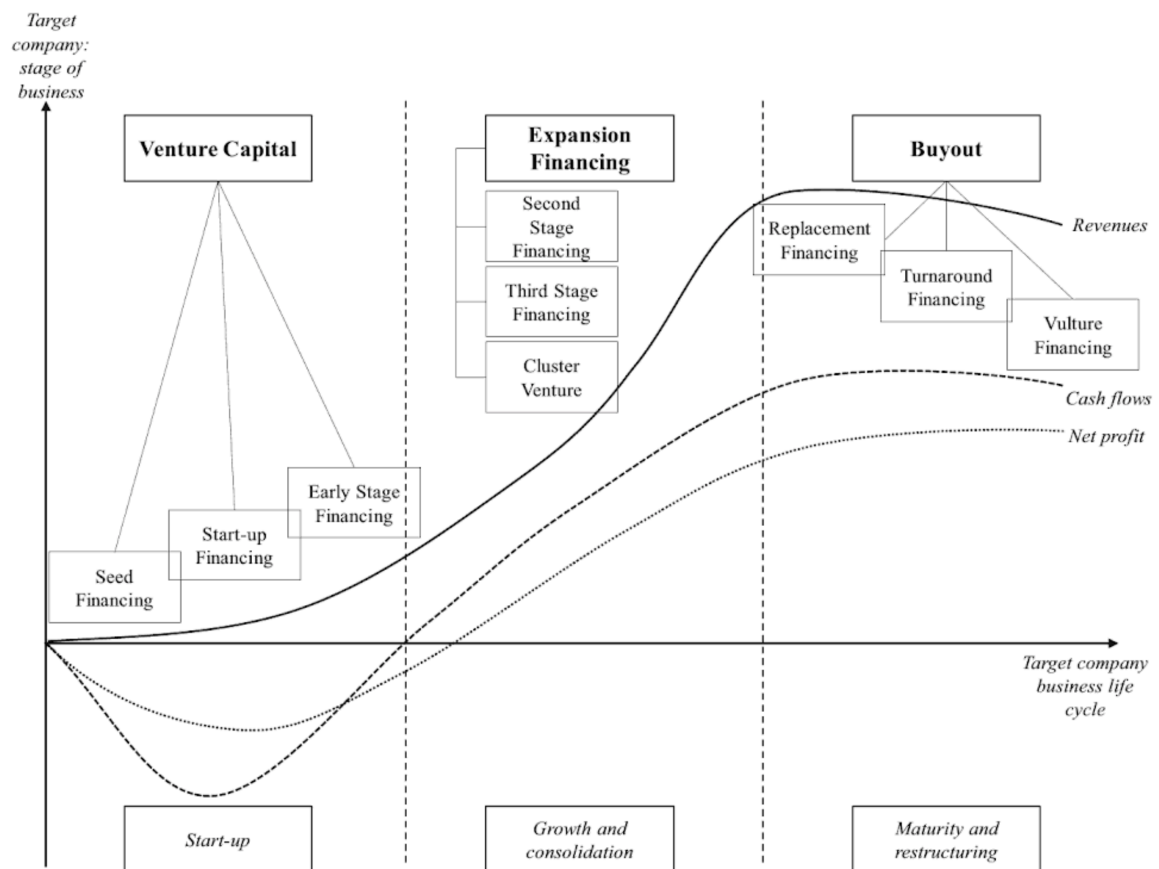 Target
company:
stage of
business
Venture Capital
Expansion
Financing
Buyout
Second
Stage
Financing
Replacement
Financing
Revenues
Third Stage
Financing
Turnaround
Financing
Vulture
Financing
Cluster
Venture
Cash flows
Net profit
Early Stage
Financing
Start-up
Financing
Seed
Financing
Target company
business life
cycle
Start-up
Growth and
consolidation
Maturity and
restructuring